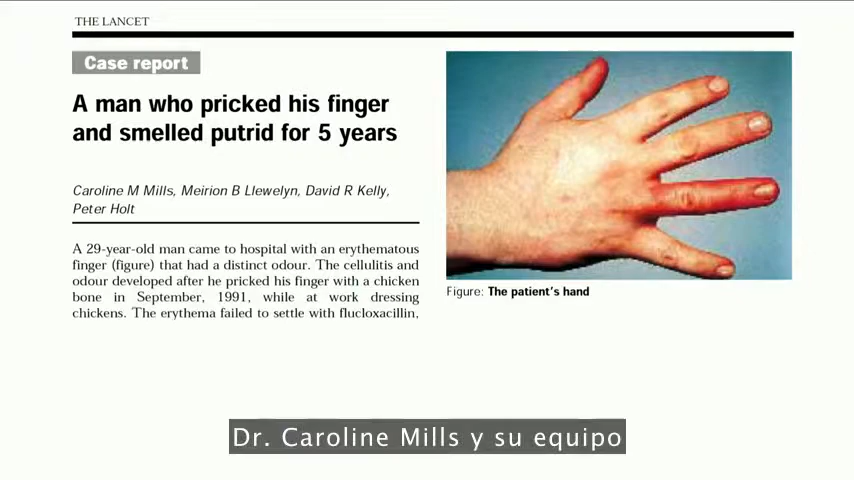 THE LANCET
Case report
A man who pricked his finger
and smelled putrid for 5 years
Caroline M Mills, Meirion B Llewelyn, David R Kelly,
Peter Holt
A 29-year-old man came to hospital with an erythematous
finger (figure) that had a distinct odour. The cellulitis and
odour developed after he pricked his finger with a chicken
bone in September, 1991, while at work dressing
chickens. The erythema failed to settle with flucloxacillin,
Figure: The patient's hand
Dr. Caroline Mills y su equipo